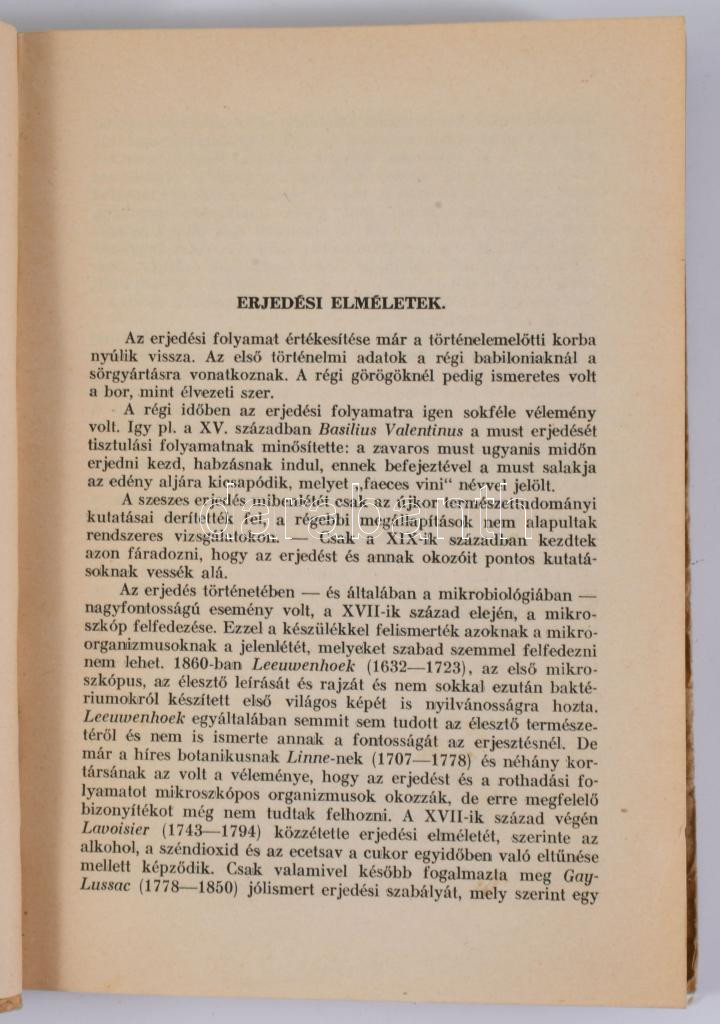 ERJEDÉSI ELMÉLETEK.
Az erjedési folyamat értékesítése már a történelemelőtti korba
nyúlik vissza. Az első történelmi adatok a régi babiloniaknál a
sörgyártásra vonatkoznak. A régi görögöknél pedig ismeretes volt
a bor, mint élvezeti szer.
A régi időben az erjedési folyamatra igen sokféle vélemény
volt. Igy pl. a XV. században Basilius Valentinus a must erjedését
tisztulási folyamatnak minősítette: a zavaros must ugyanis midőn
erjedni kezd, habzásnak indul, ennek befejeztével a must salakja
az edény aljára kicsapódik, melyet „faeces vini" névvel jelölt.
A szeszes erjedés mibenlétét csak az újkor természettudományi
kutatásai derítették fel, a régebbi megállapítások nem alapultak
rendszeres vizsgálatokon. — Csak a XIX-ik században kezdtek
azon fáradozni, hogy az erjedést és annak okozóit pontos kutatá-
soknak vessék alá.
Az erjedés történetében — és általában a mikrobiológiában —
nagyfontosságú esemény volt, a XVII-ik század elején, a mikro-
szkóp felfedezése. Ezzel a készülékkel felismerték azoknak a mikro-
organizmusoknak a jelenlétét, melyeket szabad szemmel felfedezni
nem lehet. 1860-ban Leeuwenhoek (1632—1723), az első mikro-
szkópus, az élesztő leírását és rajzát és nem sokkal ezután bakté-
riumokról készített első világos képét is nyilvánosságra hozta.
Leeuwenhoek egyáltalában semmit sem tudott az élesztő természe-
téről és nem is ismerte annak a fontosságát az erjesztésnél. De
már a híres botanikusnak Linne-nek (1707—1778) és néhány kor-
társának az volt a véleménye, hogy az erjedést és a rothadási fo-
lyamatot mikroszkópos organizmusok okozzák, de erre megfelelő
bizonyítékot még nem tudtak felhozni. A XVII-ik század végén
Lavoisier (1743—1794) közzétette erjedési elméletét, szerinte az
alkohol, a széndioxid és az ecetsav a cukor egyidőben való eltűnése
mellett képződik. Csak valamivel később fogalmazta meg Gay-
Lussac (1778—1850) jólismert erjedési szabályát, mely szerint egy
darabanth